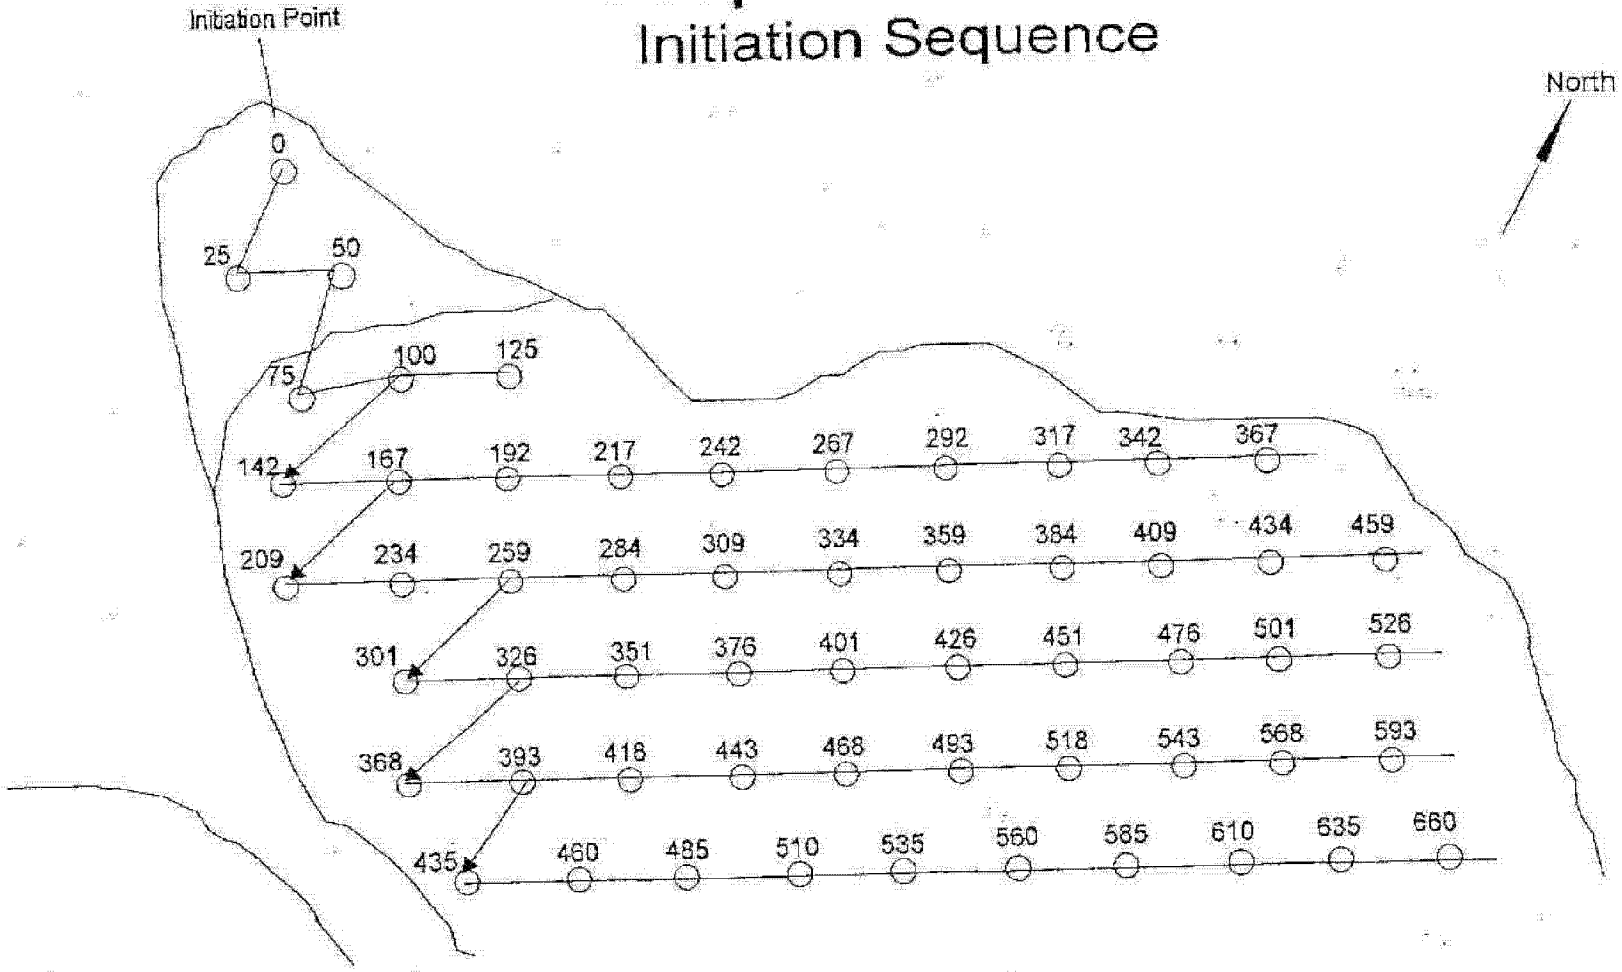 Initiation Point
Initiation Sequence
North
0
25 50
75 100 125
142 167 192 217 242 267 292 317 342 367
209 234 259 284 309 334 359 384 409 434 459
301 326 351 376 401 426 451 476 501 526
368 393 418 443 468 493 518 543 568 593
435 460 485 510 535 560 585 610 635 660